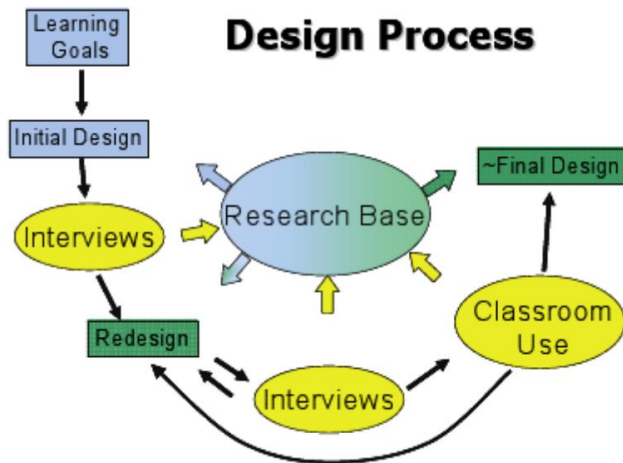 Design Process
Learning
Goals
Initial Design
Interviews
Research Base
~Final Design
Redesign
Interviews
Classroom
Use